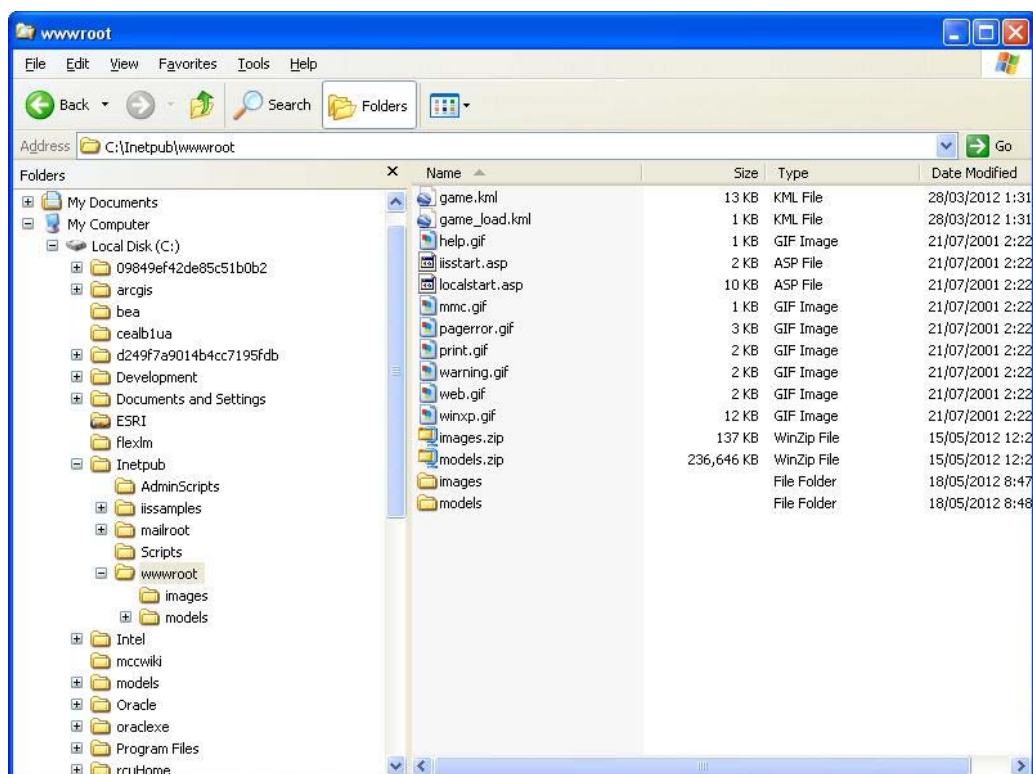 wwwroot
File Edit View Favorites Tools Help
Back Search Folders
Address C:\Inetpub\wwwroot Go
Folders × Name Size Type Date Modified
My Documents
My Computer
Local Disk (C:)
09849ef42de85c51b0b2
arcgis
bea
cealb1ua
d249f7a9014b4cc7195fdb
Development
Documents and Settings
ESRI
flexlm
Inetpub
AdminScripts
iissamples
mailroot
Scripts
wwwroot
images
models
Intel
mccwiki
models
Oracle
oraclexe
Program Files
rcuHome
game.kml 13 KB KML File 28/03/2012 1:31
game_load.kml 1 KB KML File 28/03/2012 1:31
help.gif 1 KB GIF Image 21/07/2001 2:22
iisstart.asp 2 KB ASP File 21/07/2001 2:22
localstart.asp 10 KB ASP File 21/07/2001 2:22
mmc.gif 1 KB GIF Image 21/07/2001 2:22
pagerror.gif 3 KB GIF Image 21/07/2001 2:22
print.gif 2 KB GIF Image 21/07/2001 2:22
warning.gif 2 KB GIF Image 21/07/2001 2:22
web.gif 2 KB GIF Image 21/07/2001 2:22
winxp.gif 12 KB GIF Image 21/07/2001 2:22
images.zip 137 KB WinZip File 15/05/2012 12:2
models.zip 236,646 KB WinZip File 15/05/2012 12:2
images File Folder 18/05/2012 8:47
models File Folder 18/05/2012 8:48